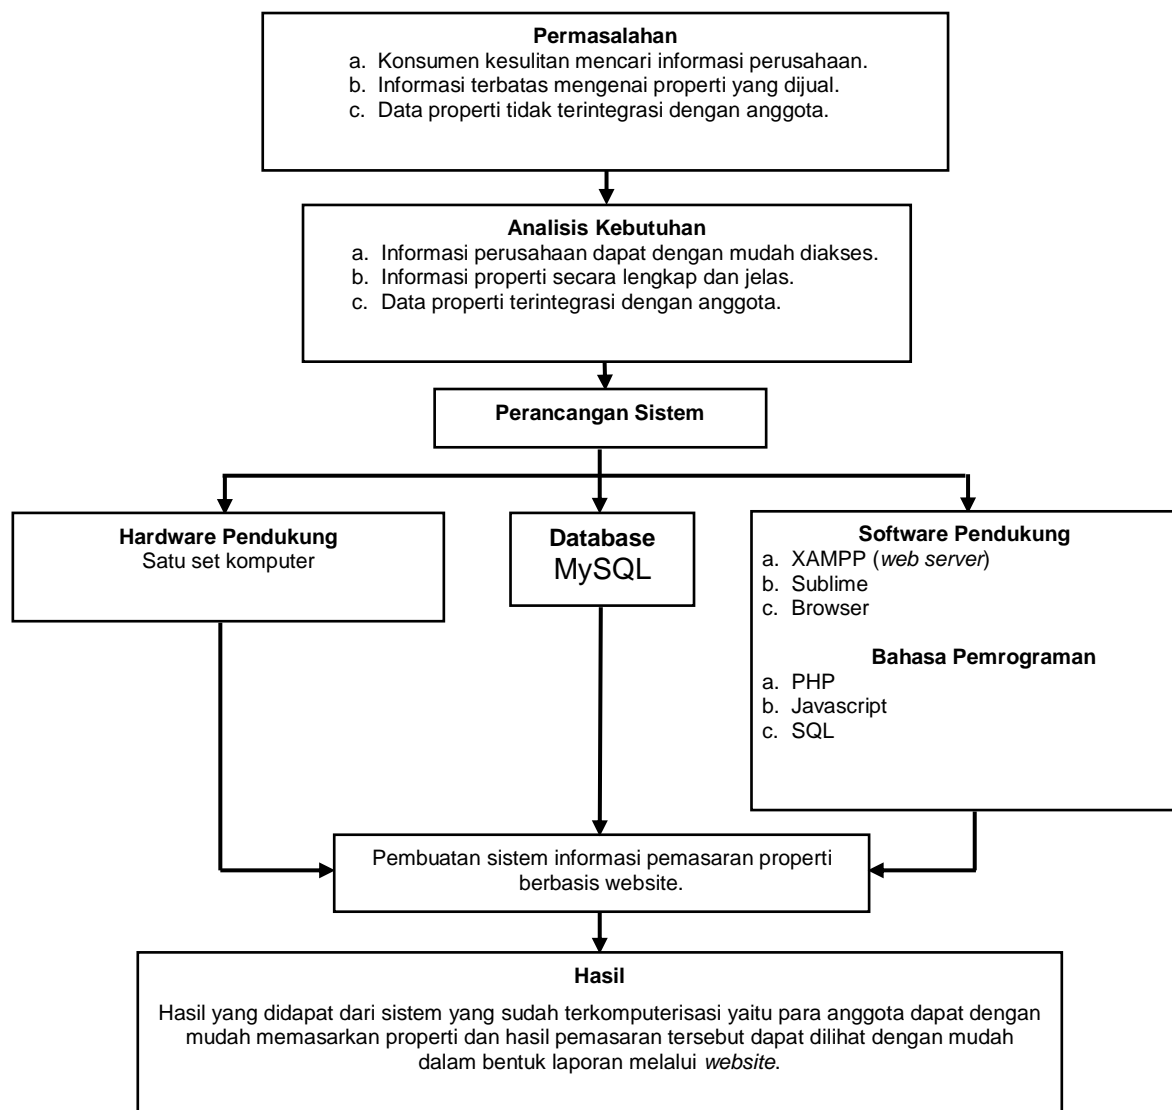 Permasalahan
a. Konsumen kesulitan mencari informasi perusahaan.
b. Informasi terbatas mengenai properti yang dijual.
c. Data properti tidak terintegrasi dengan anggota.
Analisis Kebutuhan
a. Informasi perusahaan dapat dengan mudah diakses.
b. Informasi properti secara lengkap dan jelas.
c. Data properti terintegrasi dengan anggota.
Perancangan Sistem
Hardware Pendukung
Satu set komputer
Database
MySQL
Software Pendukung
a. XAMPP (web server)
b. Sublime
c. Browser
Bahasa Pemrograman
a. PHP
b. Javascript
c. SQL
Pembuatan sistem informasi pemasaran properti
berbasis website.
Hasil
Hasil yang didapat dari sistem yang sudah terkomputerisasi yaitu para anggota dapat dengan
mudah memasarkan properti dan hasil pemasaran tersebut dapat dilihat dengan mudah
dalam bentuk laporan melalui website.